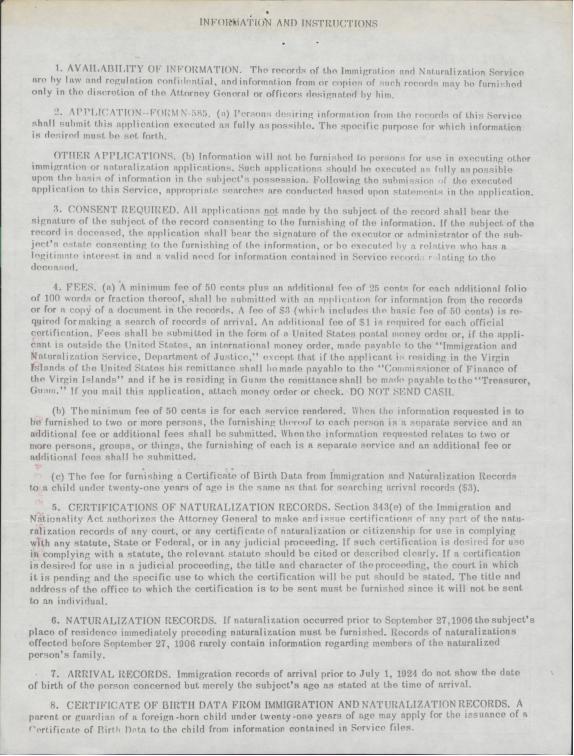 INFORMATION AND INSTRUCTIONS
1. AVAILABILITY OF INFORMATION. The records of the Immigration and Naturalization Service
are by law and regulation confidential, and information from or copies of such records may be furnished
only in the discretion of the Attorney General or officers designated by him.
2. APPLICATION--FORM N-585. (a) Persons desiring information from the records of this Service
shall submit this application executed as fully as possible. The specific purpose for which information
is desired must be set forth.
OTHER APPLICATIONS. (b) Information will not be furnished to persons for use in executing other
immigration or naturalization applications. Such applications should be executed as fully as possible
upon the basis of information in the subject's possession. Following the submission of the executed
application to this Service, appropriate searches are conducted based upon statements in the application.
3. CONSENT REQUIRED. All applications not made by the subject of the record shall bear the
signature of the subject of the record consenting to the furnishing of the information. If the subject of the
record is deceased, the application shall bear the signature of the executor or administrator of the sub-
ject's estate consenting to the furnishing of the information, or be executed by a relative who has a
legitimate interest in and a valid need for information contained in Service records relating to the
deceased.
4. FEES. (a) A minimum fee of 50 cents plus an additional fee of 25 cents for each additional folio
of 100 words or fraction thereof, shall be submitted with an application for information from the records
or for a copy of a document in the records. A fee of $3 (which includes the basic fee of 50 cents) is re-
quired for making a search of records of arrival. An additional fee of $1 is required for each official
certification. Fees shall be submitted in the form of a United States postal money order or, if the appli-
cant is outside the United States, an international money order, made payable to the "Immigration and
Naturalization Service, Department of Justice," except that if the applicant is residing in the Virgin
Islands of the United States his remittance shall be made payable to the "Commissioner of Finance of
the Virgin Islands" and if he is residing in Guam the remittance shall be made payable to the "Treasurer,
Guam." If you mail this application, attach money order or check. DO NOT SEND CASH.
(b) The minimum fee of 50 cents is for each service rendered. When the information requested is to
be furnished to two or more persons, the furnishing thereof to each person is a separate service and an
additional fee or additional fees shall be submitted. When the information requested relates to two or
more persons, groups, or things, the furnishing of each is a separate service and an additional fee or
additional fees shall be submitted.
(c) The fee for furnishing a Certificate of Birth Data from Immigration and Naturalization Records
to a child under twenty-one years of age is the same as that for searching arrival records ($3).
5. CERTIFICATIONS OF NATURALIZATION RECORDS. Section 343(e) of the Immigration and
Nationality Act authorizes the Attorney General to make and issue certifications of any part of the natu-
ralization records of any court, or any certificate of naturalization or citizenship for use in complying
with any statute, State or Federal, or in any judicial proceeding. If such certification is desired for use
in complying with a statute, the relevant statute should be cited or described clearly. If a certification
is desired for use in a judicial proceeding, the title and character of the proceeding, the court in which
it is pending and the specific use to which the certification will be put should be stated. The title and
address of the office to which the certification is to be sent must be furnished since it will not be sent
to an individual.
6. NATURALIZATION RECORDS. If naturalization occurred prior to September 27, 1906 the subject's
place of residence immediately preceding naturalization must be furnished. Records of naturalizations
effected before September 27, 1906 rarely contain information regarding members of the naturalized
person's family.
7. ARRIVAL RECORDS. Immigration records of arrival prior to July 1, 1924 do not show the date
of birth of the person concerned but merely the subject's age as stated at the time of arrival.
8. CERTIFICATE OF BIRTH DATA FROM IMMIGRATION AND NATURALIZATION RECORDS. A
parent or guardian of a foreign-born child under twenty-one years of age may apply for the issuance of a
Certificate of Birth Data to the child from information contained in Service files.